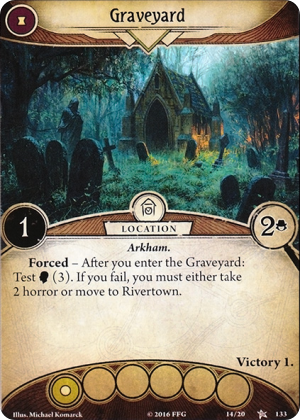 Graveyard
1
LOCATION
2
Arkham.
Forced – After you enter the Graveyard:
Test (3). If you fail, you must either take
2 horror or move to Rivertown.
Victory 1.
Illus. Michael Komarck
© 2016 FFG
14/20
133